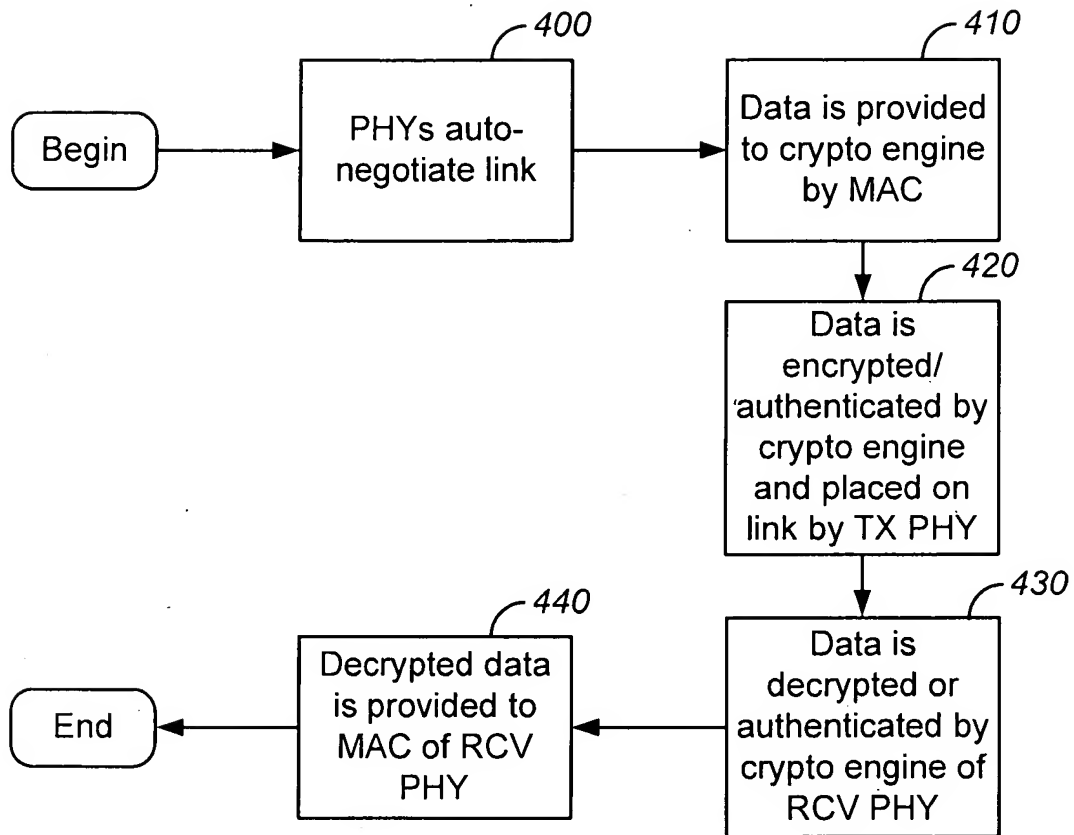 400
410
Begin
PHYs auto-
negotiate link
Data is provided
to crypto engine
by MAC
420
Data is
encrypted/
authenticated by
crypto engine
and placed on
link by TX PHY
430
Data is
decrypted or
authenticated by
crypto engine of
RCV PHY
440
Decrypted data
is provided to
MAC of RCV
PHY
End